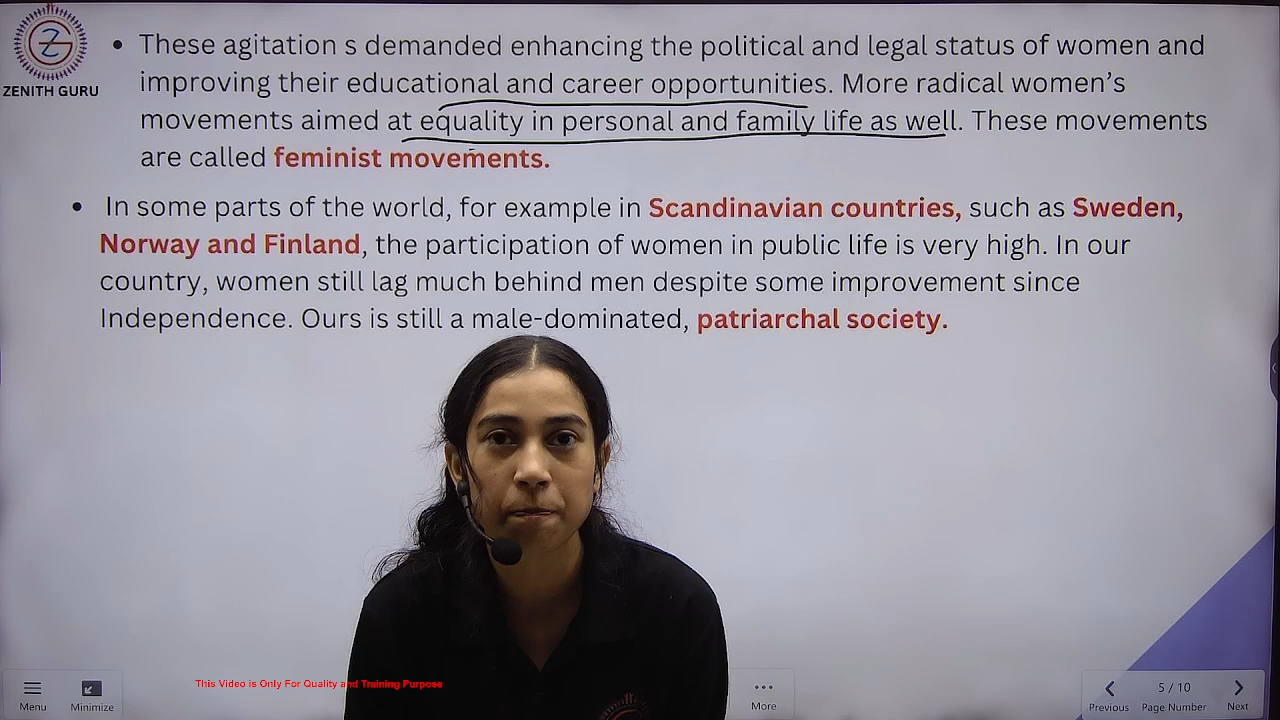 ZENITH GURU
• These agitation s demanded enhancing the political and legal status of women and
improving their educational and career opportunities. More radical women's
movements aimed at equality in personal and family life as well. These movements
are called feminist movements.
• In some parts of the world, for example in Scandinavian countries, such as Sweden,
Norway and Finland, the participation of women in public life is very high. In our
country, women still lag much behind men despite some improvement since
Independence. Ours is still a male-dominated, patriarchal society.
This Video is Only For Quality and Training Purpose
Menu Minimize More Previous 5 / 10 Page Number Next